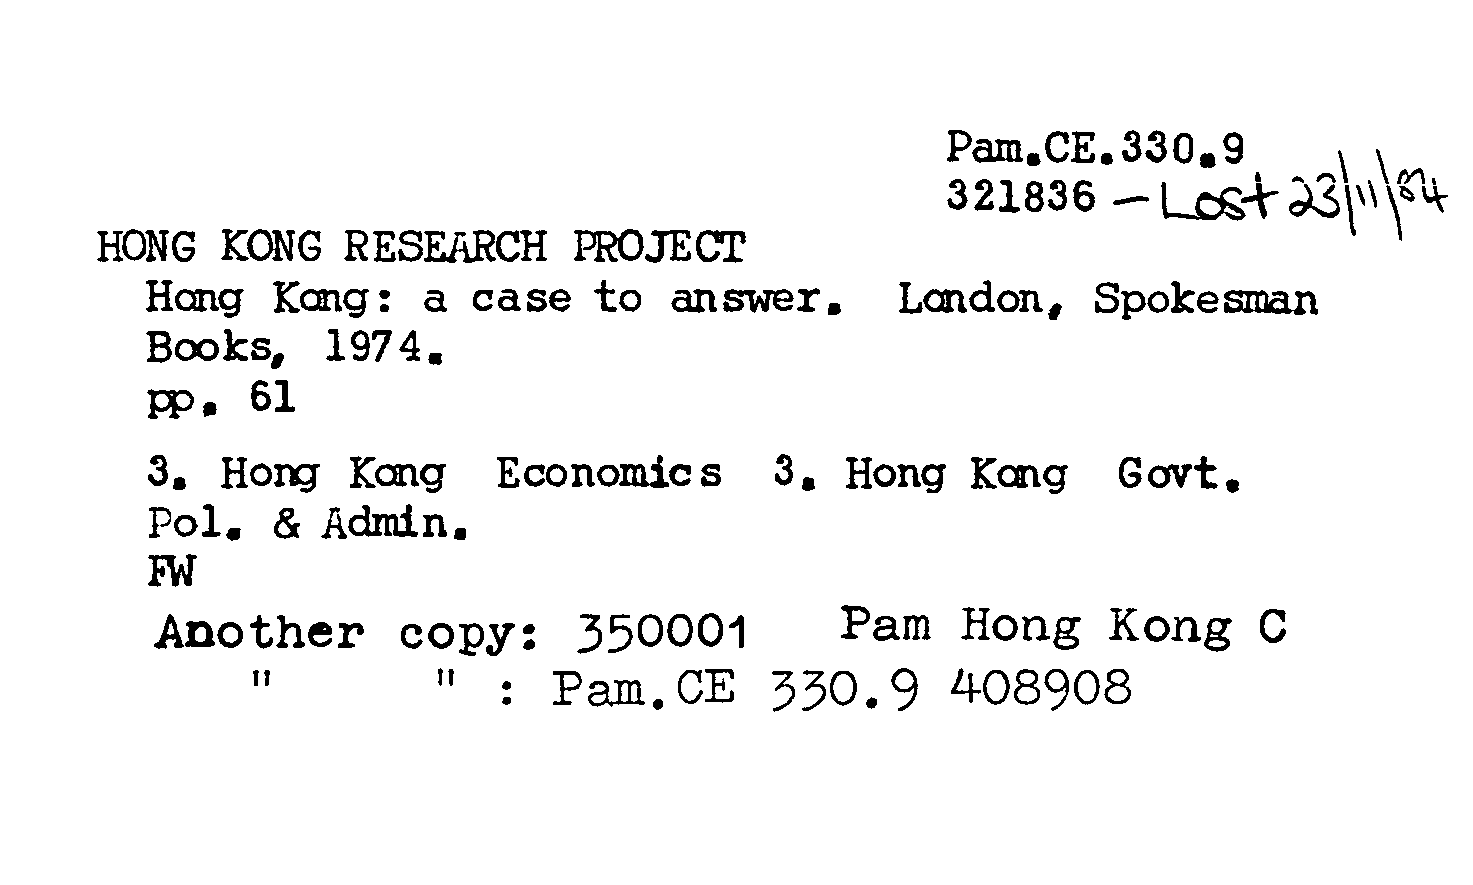 Pam.CE.330.9
321836 - Lost 23/11/84
HONG KONG RESEARCH PROJECT
Hong Kong: a case to answer. London, Spokesman
Books, 1974.
pp. 61
3. Hong Kong Economics 3. Hong Kong Govt.
Pol. & Admin.
FW
Another copy: 350001 Pam Hong Kong C
" " : Pam.CE 330.9 408908